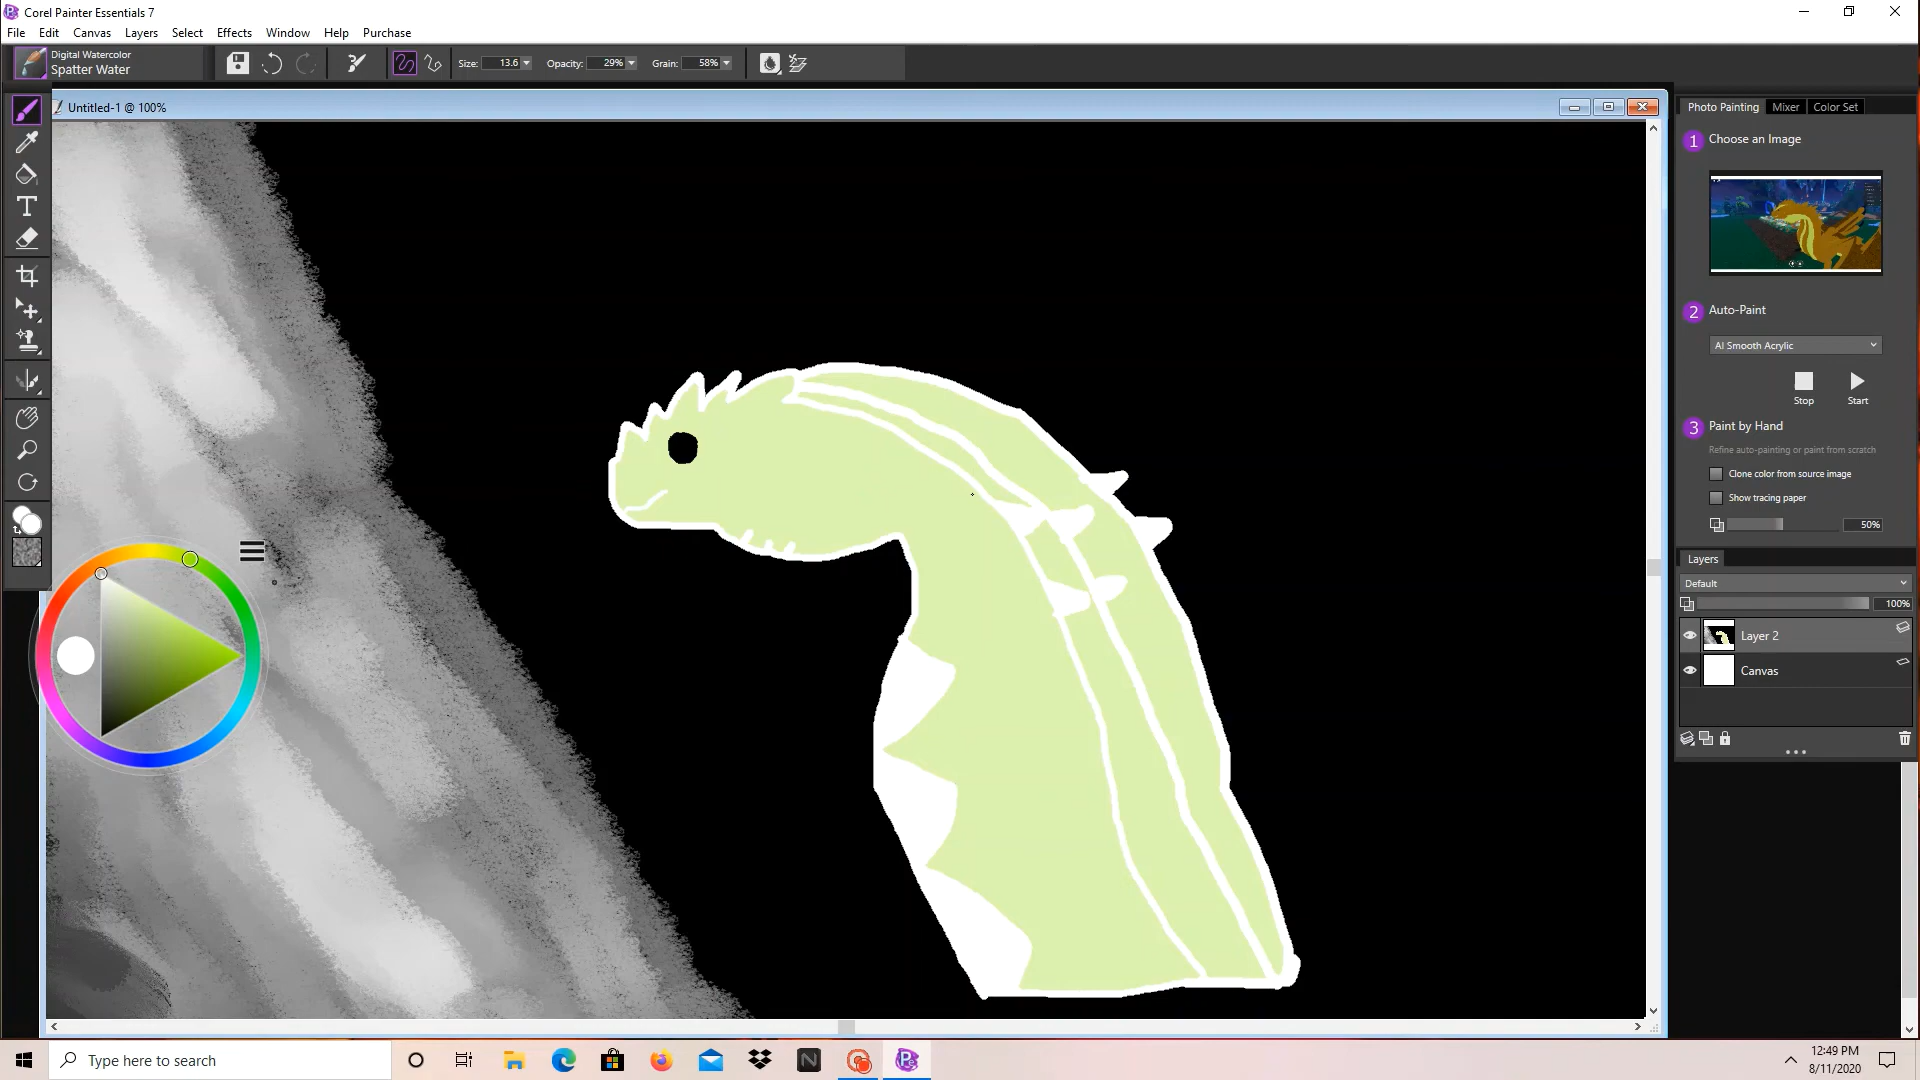 Corel Painter Essentials 7
File Edit Canvas Layers Select Effects Window Help Purchase
Digital Watercolor
Spatter Water
Size: 13.6 Opacity: 29% Grain: 58%
Untitled-1 @ 100%
Photo Painting Mixer Color Set
1 Choose an Image
2 Auto-Paint
AI Smooth Acrylic
Stop Start
3 Paint by Hand
Refine auto-painting or paint from scratch
Clone color from source image
Show tracing paper
50%
Layers
Default
100%
Layer 2
Canvas
Type here to search
12:49 PM
8/11/2020